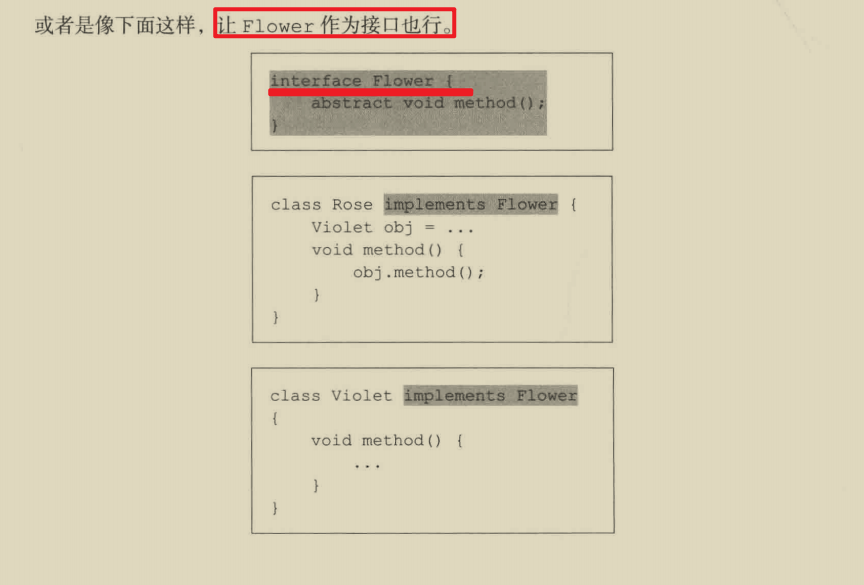 或者是像下面这样，让 Flower 作为接口也行。
interface Flower {
    abstract void method();
}
class Rose implements Flower {
    Violet obj = ...
    void method() {
        obj.method();
    }
}
class Violet implements Flower
{
    void method() {
        ...
    }
}